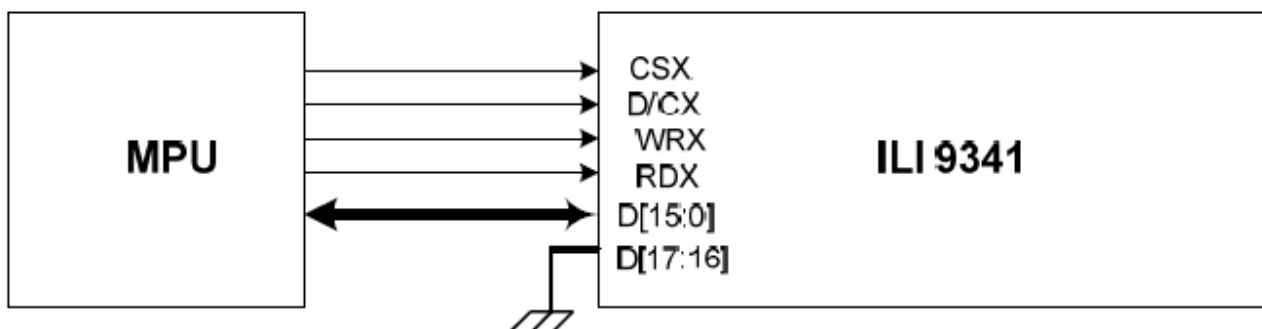 MPU
CSX
D/CX
WRX
RDX
D[15:0]
D[17:16]
ILI 9341